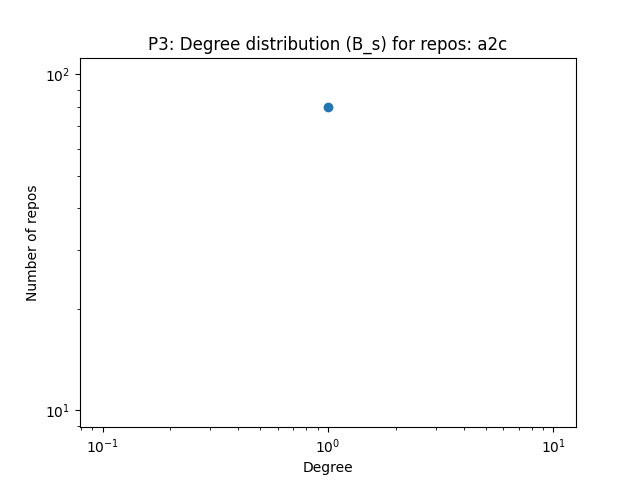 P3: Degree distribution (B_s) for repos: a2c
Number of repos
10²
10¹
10⁻¹
10⁰
10¹
Degree